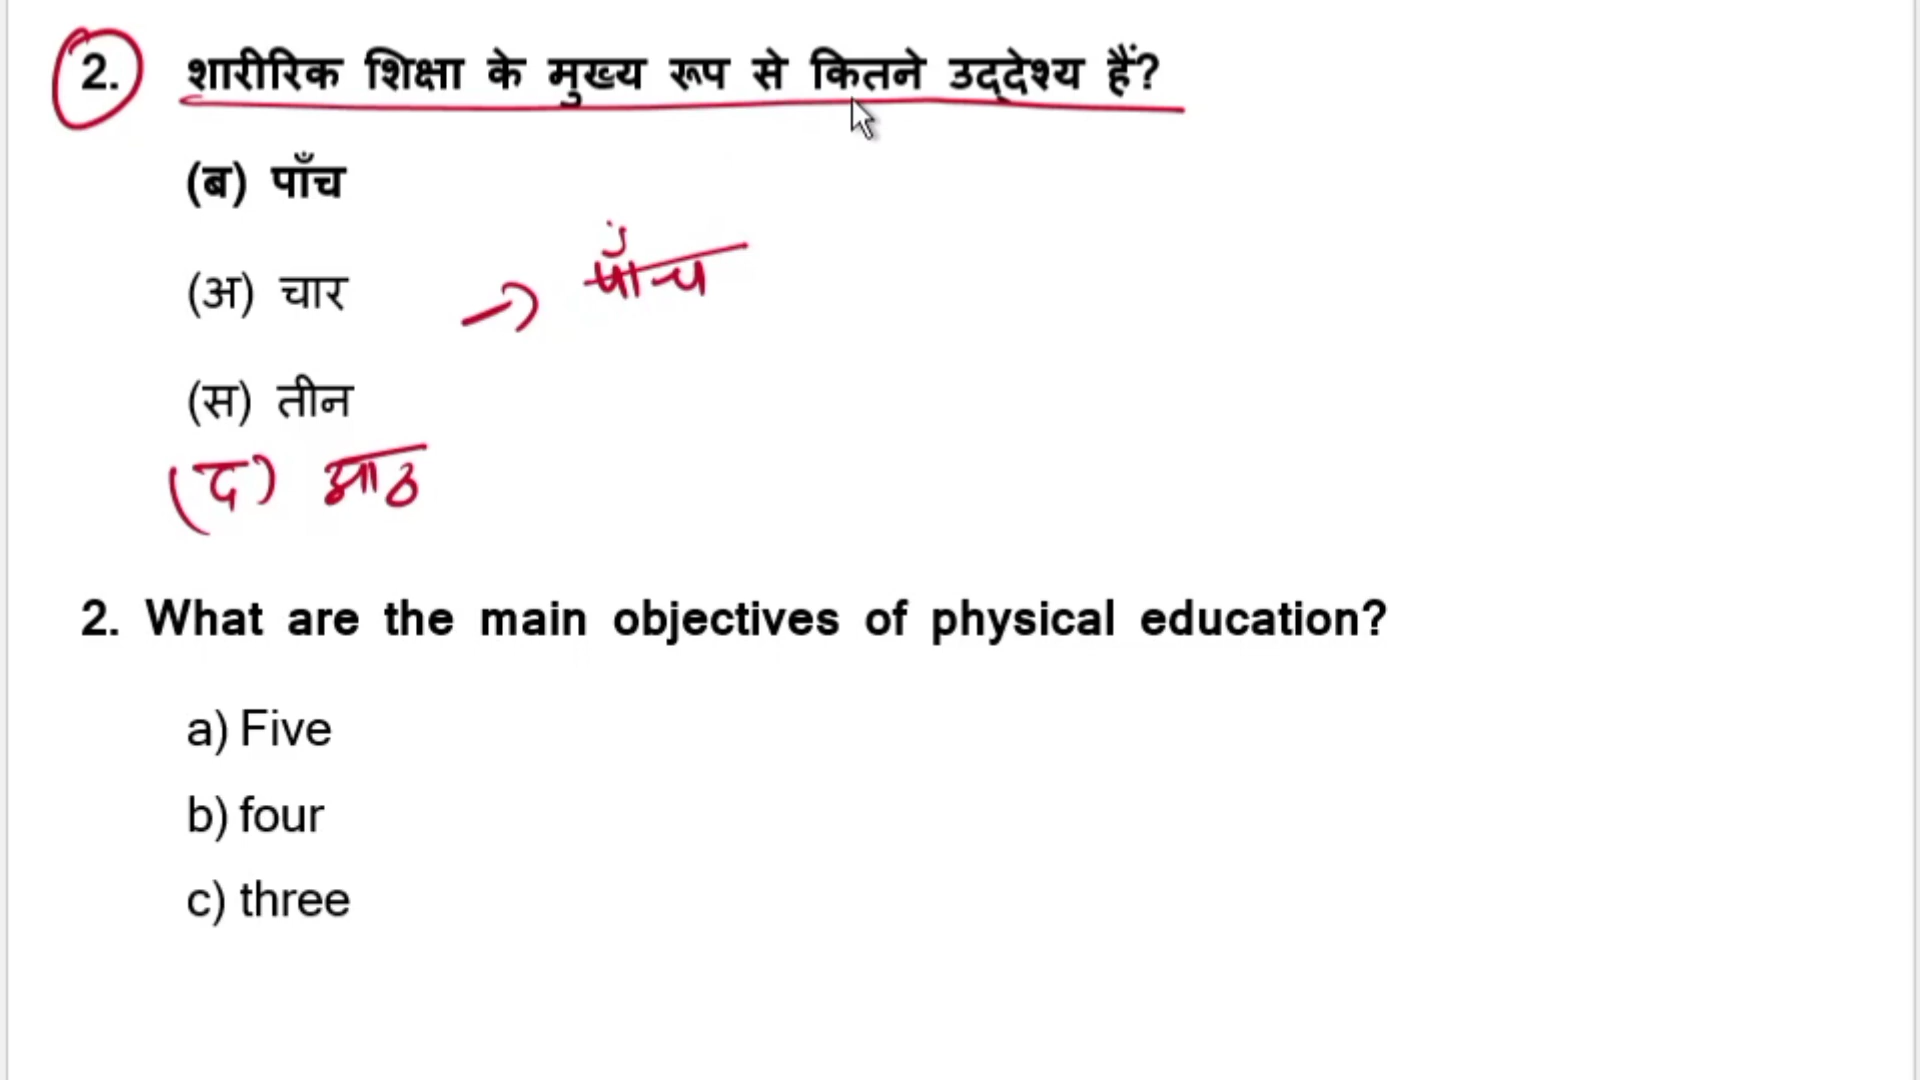 2. शारीरिक शिक्षा के मुख्य रूप से कितने उद्देश्य हैं?
(ब) पाँच
(अ) चार
→ पाँच
(स) तीन
(द) आठ
2. What are the main objectives of physical education?
a) Five
b) four
c) three